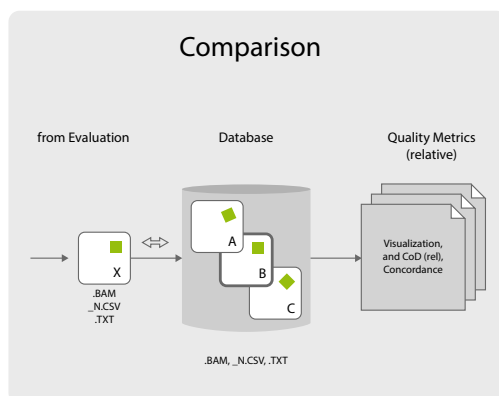 Comparison
from Evaluation
Database
Quality Metrics
(relative)
X
.BAM
_N.CSV
.TXT
A
B
C
.BAM, _N.CSV, .TXT
Visualization,
and CoD (rel),
Concordance